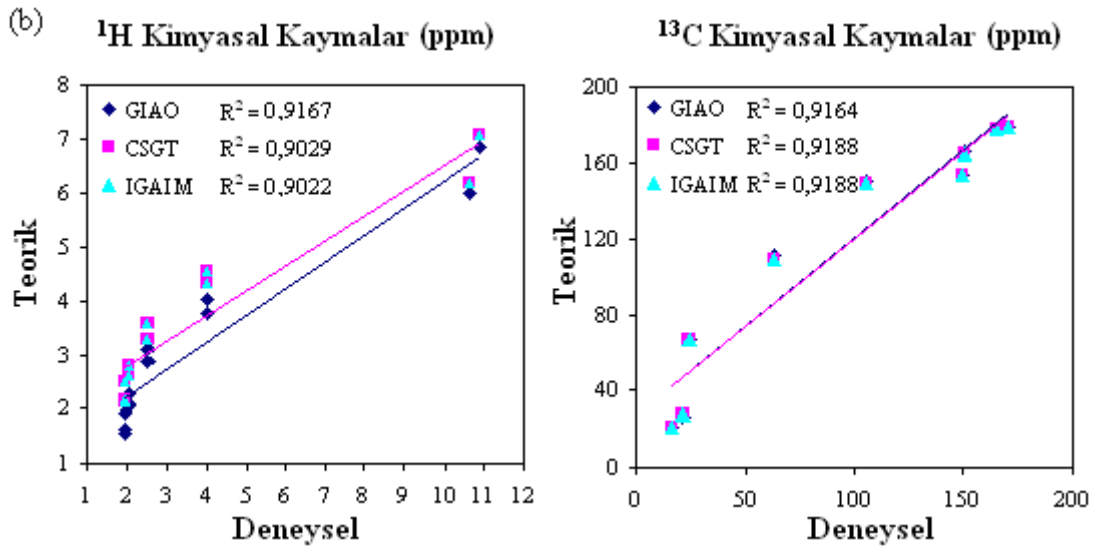 (b)
¹H Kimyasal Kaymalar (ppm)
8
7
6
5
4
3
2
1
GIAO R² = 0,9167
CSGT R² = 0,9029
IGAIM R² = 0,9022
Teorik
1 2 3 4 5 6 7 8 9 10 11 12
Deneysel
¹³C Kimyasal Kaymalar (ppm)
200
160
120
80
40
0
GIAO R² = 0,9164
CSGT R² = 0,9188
IGAIM R² = 0,9188
Teorik
0 50 100 150 200
Deneysel